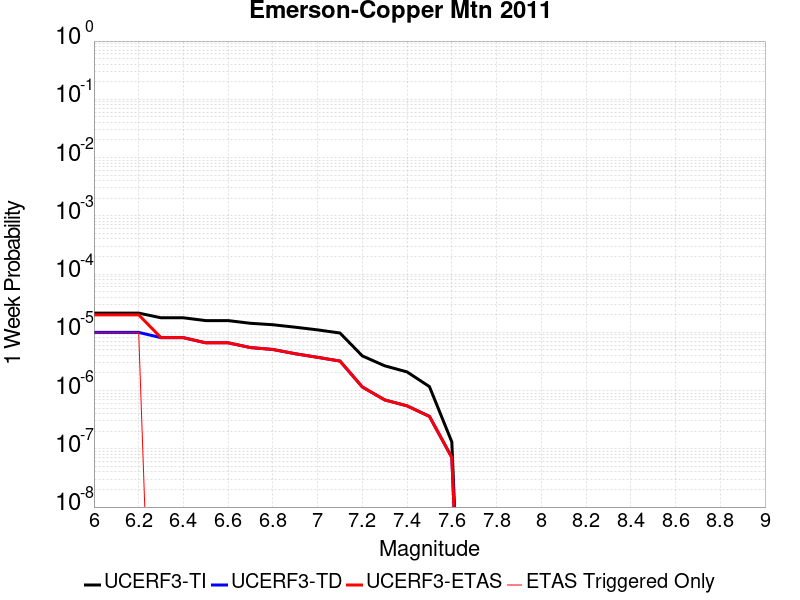 Emerson-Copper Mtn 2011
1 Week Probability
10^0
10^-1
10^-2
10^-3
10^-4
10^-5
10^-6
10^-7
10^-8
6 6.2 6.4 6.6 6.8 7 7.2 7.4 7.6 7.8 8 8.2 8.4 8.6 8.8 9
Magnitude
UCERF3-TI UCERF3-TD UCERF3-ETAS ETAS Triggered Only